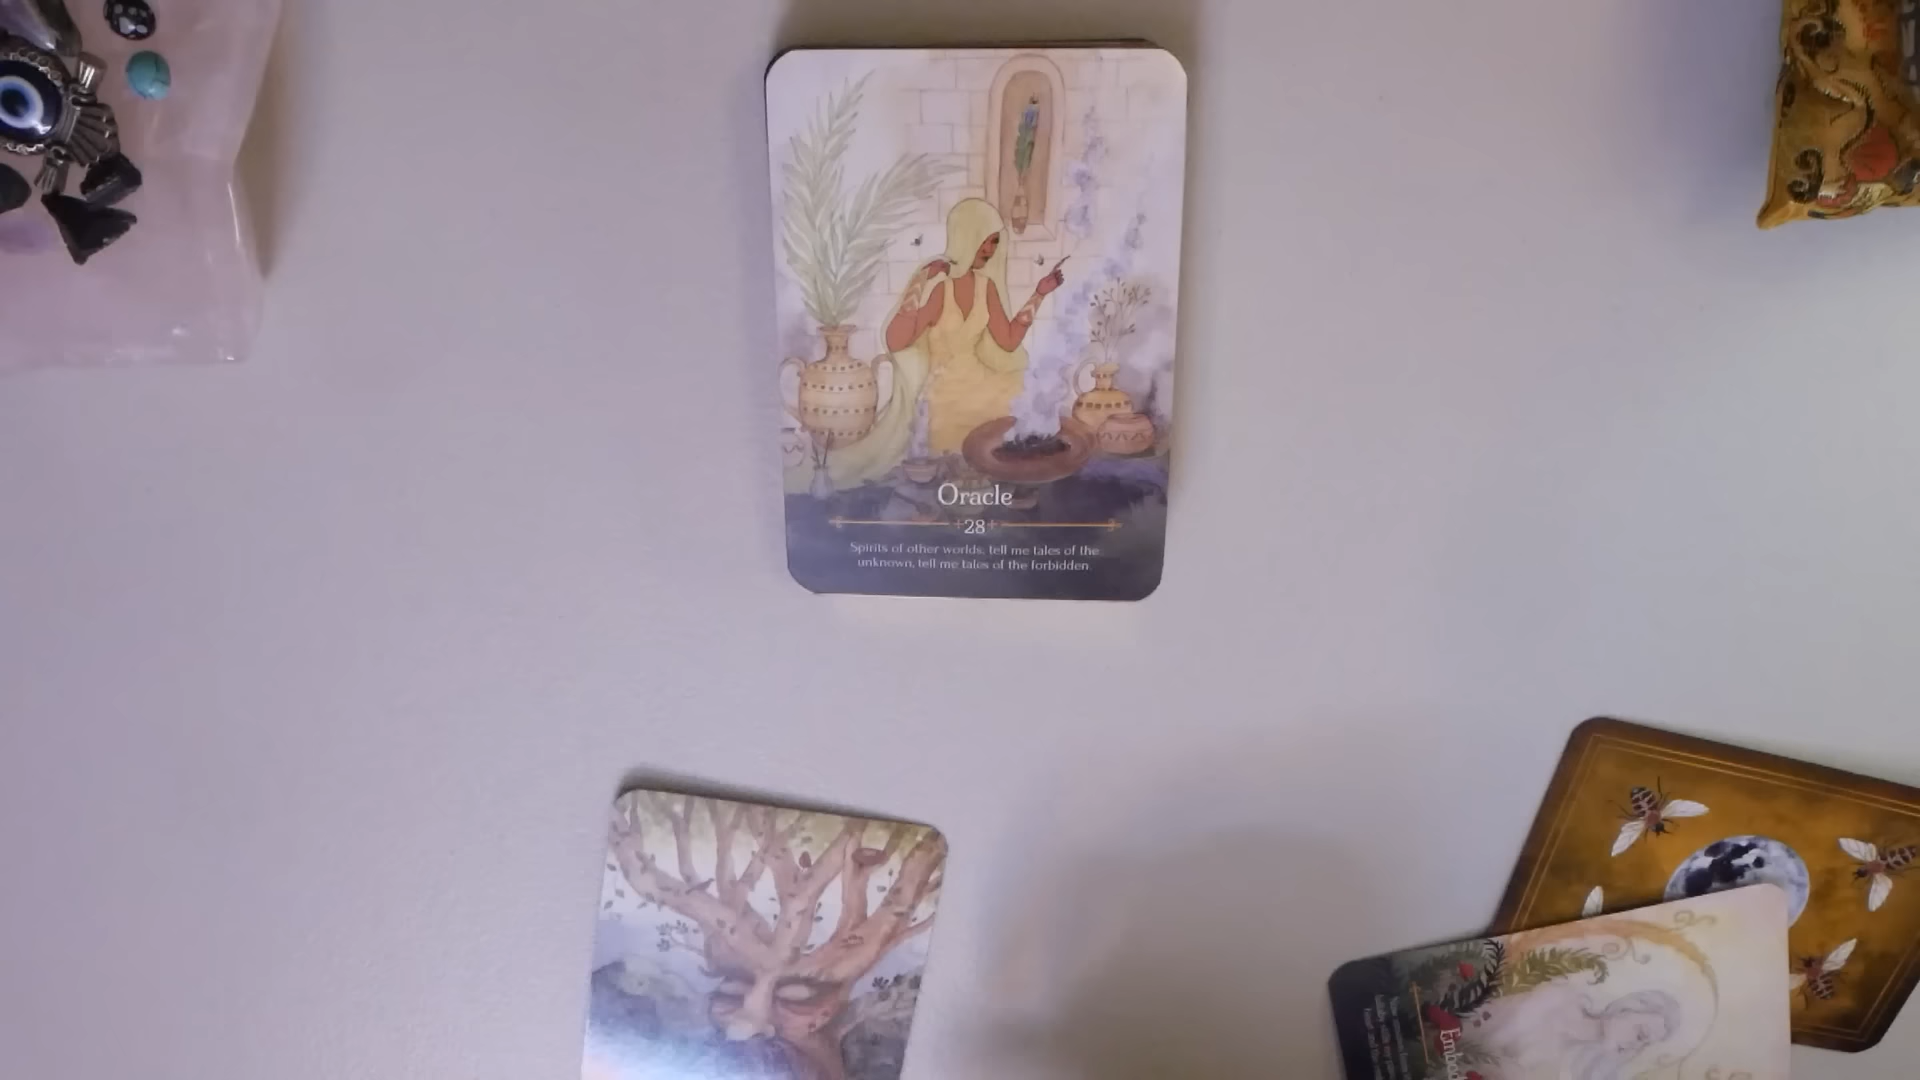 Oracle
28
Spirits of other worlds, tell me tales of the
unknown, tell me tales of the forbidden.